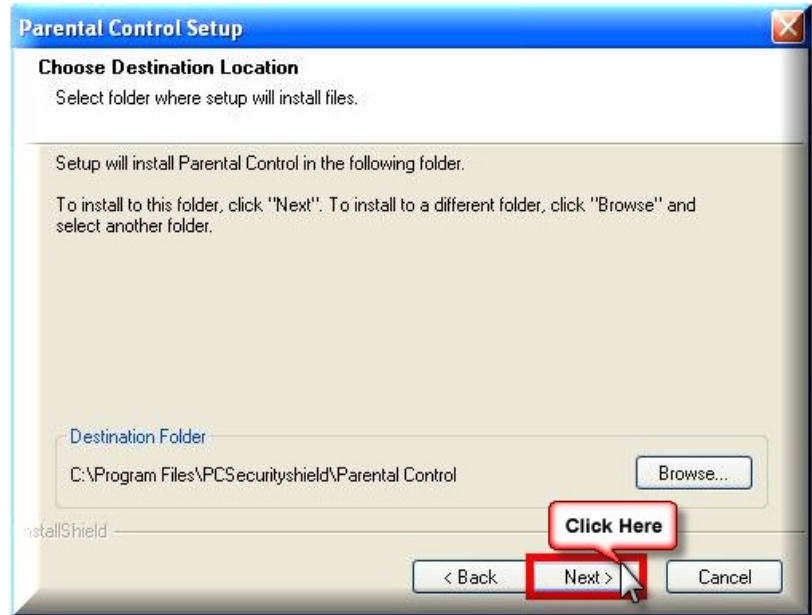 Parental Control Setup
Choose Destination Location
Select folder where setup will install files.
Setup will install Parental Control in the following folder.
To install to this folder, click "Next". To install to a different folder, click "Browse" and
select another folder.
Destination Folder
C:\Program Files\PCSecurityshield\Parental Control
Browse...
nstallShield
Click Here
< Back
Next >
Cancel